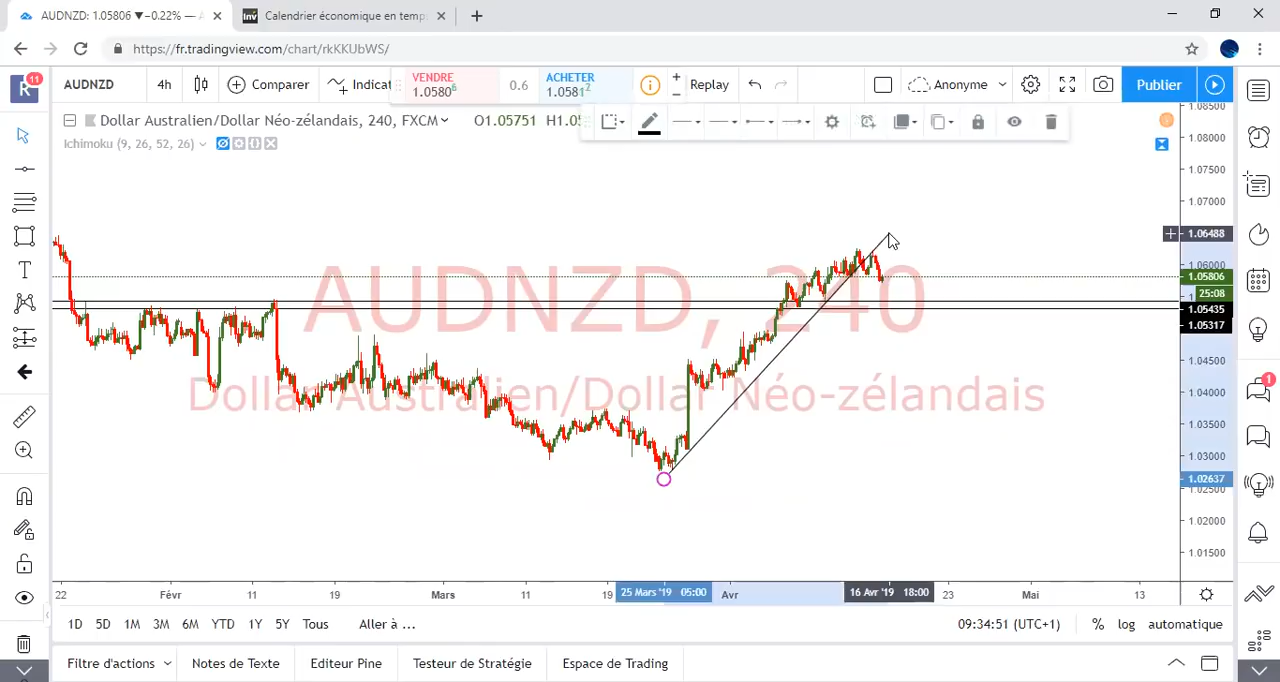 AUDNZD: 1.05806 ▼−0.22% —
Calendrier économique en temp
https://fr.tradingview.com/chart/rkKKUbWS/
R 11
AUDNZD 4h Comparer Indicat
VENDRE 0.6 ACHETER
1.0580⁶ 1.0581²
Replay Anonyme Publier
Dollar Australien/Dollar Néo-zélandais, 240, FXCM O1.05751 H1.05
Ichimoku (9, 26, 52, 26)
AUDNZD, 240
Dollar Australien/Dollar Néo-zélandais
1.08500
1.08000
1.07500
1.07000
1.06488
1.06000
1.05806
25:08
1.05435
1.05317
1.04500
1.04000
1.03500
1.03000
1.02637
1.02500
1.02000
1.01500
1
22 Févr 11 19 Mars 11 19 25 Mars '19 05:00 Avr 16 Avr '19 18:00 23 Mai 13
1D 5D 1M 3M 6M YTD 1Y 5Y Tous Aller à ... 09:34:51 (UTC+1) % log automatique
Filtre d'actions Notes de Texte Editeur Pine Testeur de Stratégie Espace de Trading